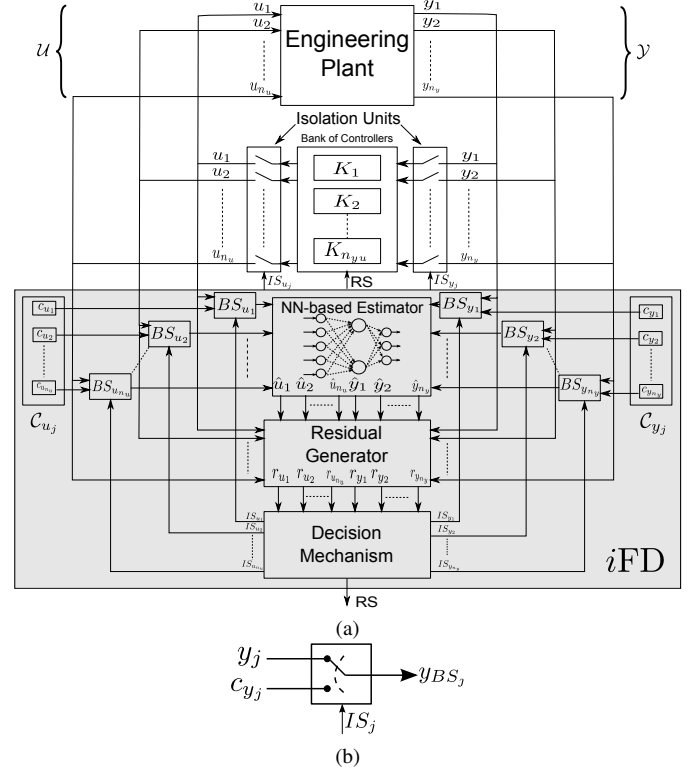 𝒰 u₁ Engineering Plant y₁ 𝒴
u₂ y₂
u_{n_u} y_{n_y}
Isolation Units
Bank of Controllers
u₁ K₁ y₁
u₂ K₂ y₂
u_{n_u} K_{n_{yu}} y_{n_y}
IS_{u_j} RS IS_{y_j}
c_{u_1} BS_{u_1} NN-based Estimator BS_{y_1} c_{y_1}
c_{u_2} BS_{u_2} BS_{y_2} c_{y_2}
c_{u_{n_u}} BS_{u_{n_u}} BS_{y_{n_y}} c_{y_{n_y}}
û₁ û₂ û_{n_u} ŷ₁ ŷ₂ ŷ_{n_y}
𝒞_{u_j} 𝒞_{y_j}
Residual
Generator
r_{u_1} r_{u_2} r_{u_{n_u}} r_{y_1} r_{y_2} r_{y_{n_y}}
IS_{u_1} IS_{y_1}
IS_{u_2} Decision IS_{y_2}
Mechanism
IS_{u_{n_u}} IS_{y_{n_y}}
iFD
RS
(a)
y_j
c_{y_j} y_{BS_j}
IS_j
(b)